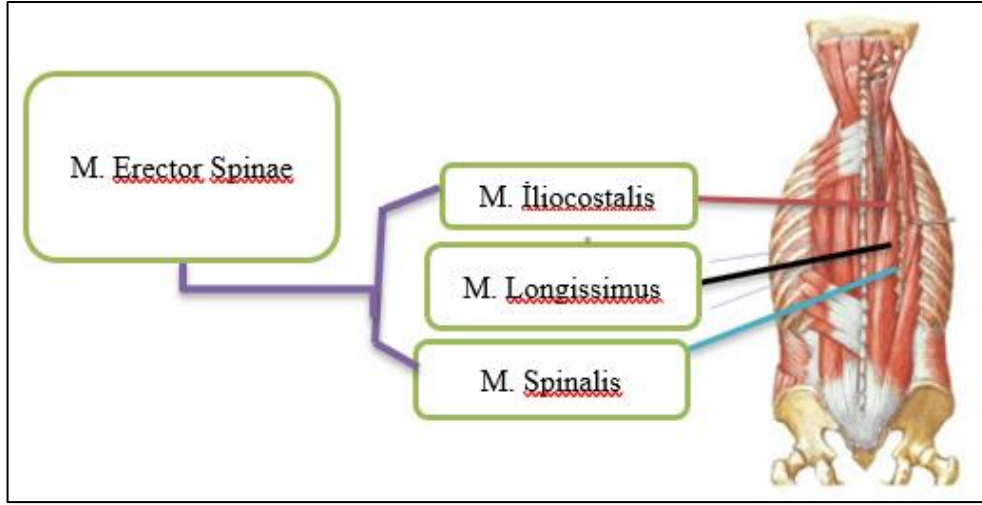 M. Erector Spinae
M. İliocostalis
M. Longissimus
M. Spinalis